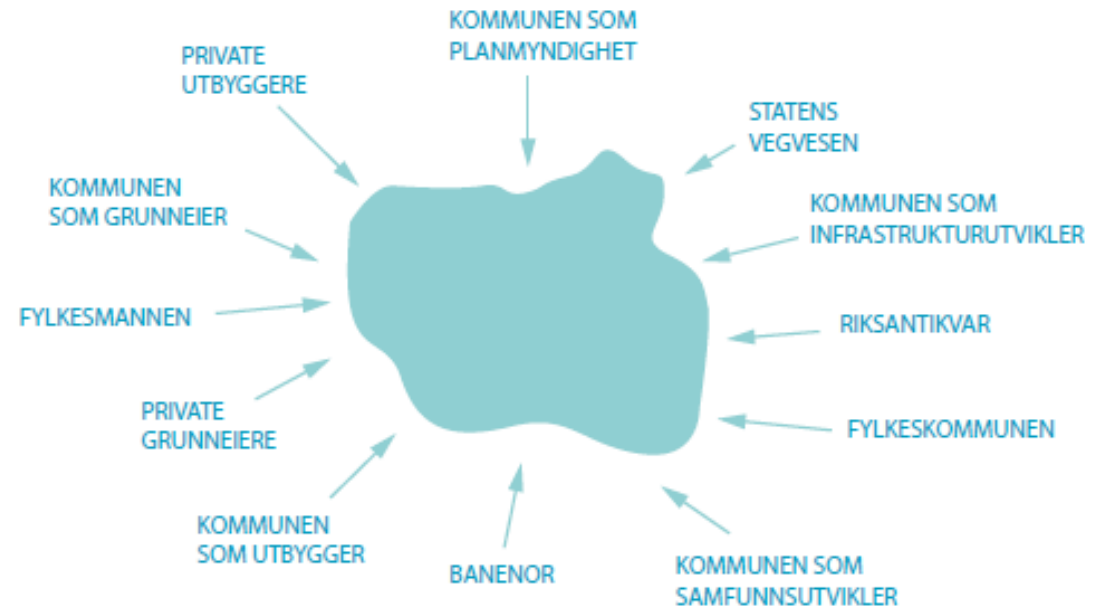 KOMMUNEN SOM
PLANMYNDIGHET
PRIVATE
UTBYGGERE
STATENS
VEGVESEN
KOMMUNEN
SOM GRUNNEIER
KOMMUNEN SOM
INFRASTRUKTURUTVIKLER
FYLKESMANNEN
RIKSANTIKVAR
PRIVATE
GRUNNEIERE
FYLKESKOMMUNEN
KOMMUNEN
SOM UTBYGGER
BANENOR
KOMMUNEN SOM
SAMFUNNSUTVIKLER